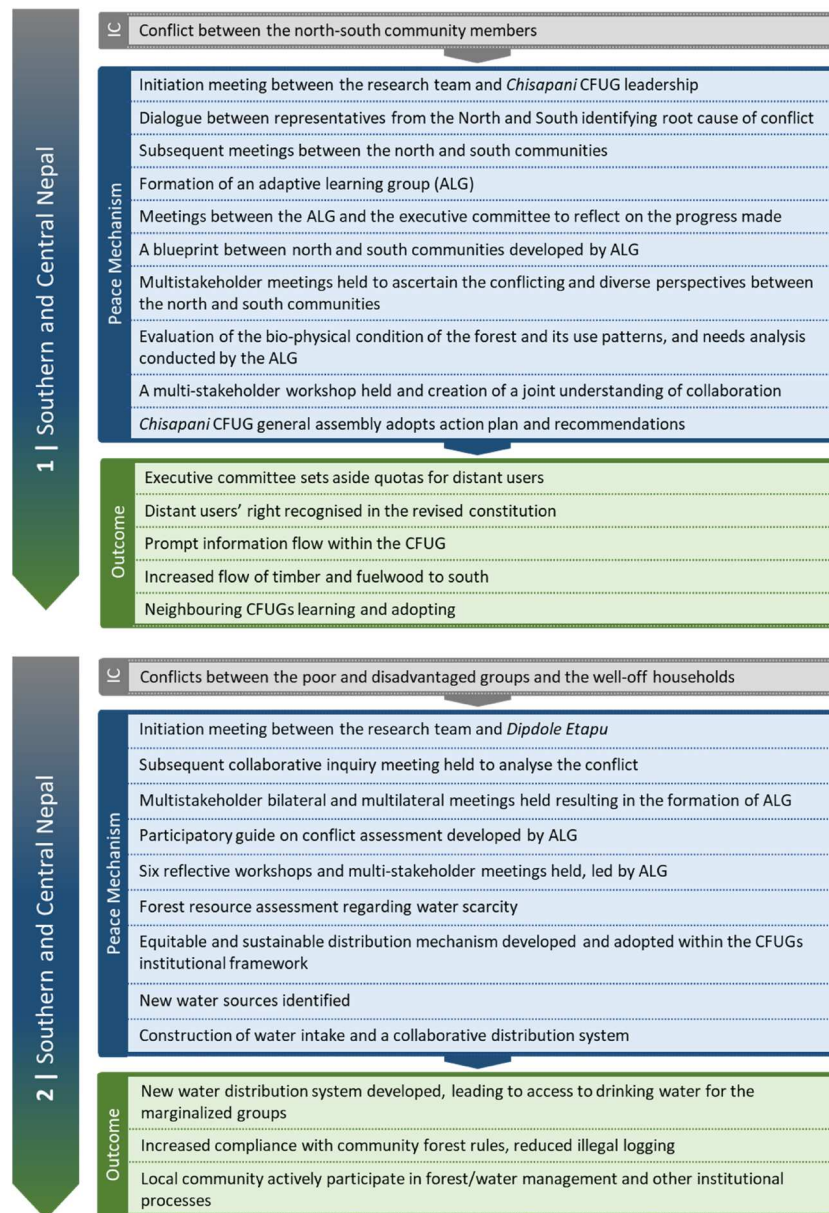 1 | Southern and Central Nepal
IC
Conflict between the north-south community members
Peace Mechanism
Initiation meeting between the research team and Chisapani CFUG leadership
Dialogue between representatives from the North and South identifying root cause of conflict
Subsequent meetings between the north and south communities
Formation of an adaptive learning group (ALG)
Meetings between the ALG and the executive committee to reflect on the progress made
A blueprint between north and south communities developed by ALG
Multistakeholder meetings held to ascertain the conflicting and diverse perspectives between
the north and south communities
Evaluation of the bio-physical condition of the forest and its use patterns, and needs analysis
conducted by the ALG
A multi-stakeholder workshop held and creation of a joint understanding of collaboration
Chisapani CFUG general assembly adopts action plan and recommendations
Outcome
Executive committee sets aside quotas for distant users
Distant users' right recognised in the revised constitution
Prompt information flow within the CFUG
Increased flow of timber and fuelwood to south
Neighbouring CFUGs learning and adopting
2 | Southern and Central Nepal
IC
Conflicts between the poor and disadvantaged groups and the well-off households
Peace Mechanism
Initiation meeting between the research team and Dipdole Etapu
Subsequent collaborative inquiry meeting held to analyse the conflict
Multistakeholder bilateral and multilateral meetings held resulting in the formation of ALG
Participatory guide on conflict assessment developed by ALG
Six reflective workshops and multi-stakeholder meetings held, led by ALG
Forest resource assessment regarding water scarcity
Equitable and sustainable distribution mechanism developed and adopted within the CFUGs
institutional framework
New water sources identified
Construction of water intake and a collaborative distribution system
Outcome
New water distribution system developed, leading to access to drinking water for the
marginalized groups
Increased compliance with community forest rules, reduced illegal logging
Local community actively participate in forest/water management and other institutional
processes